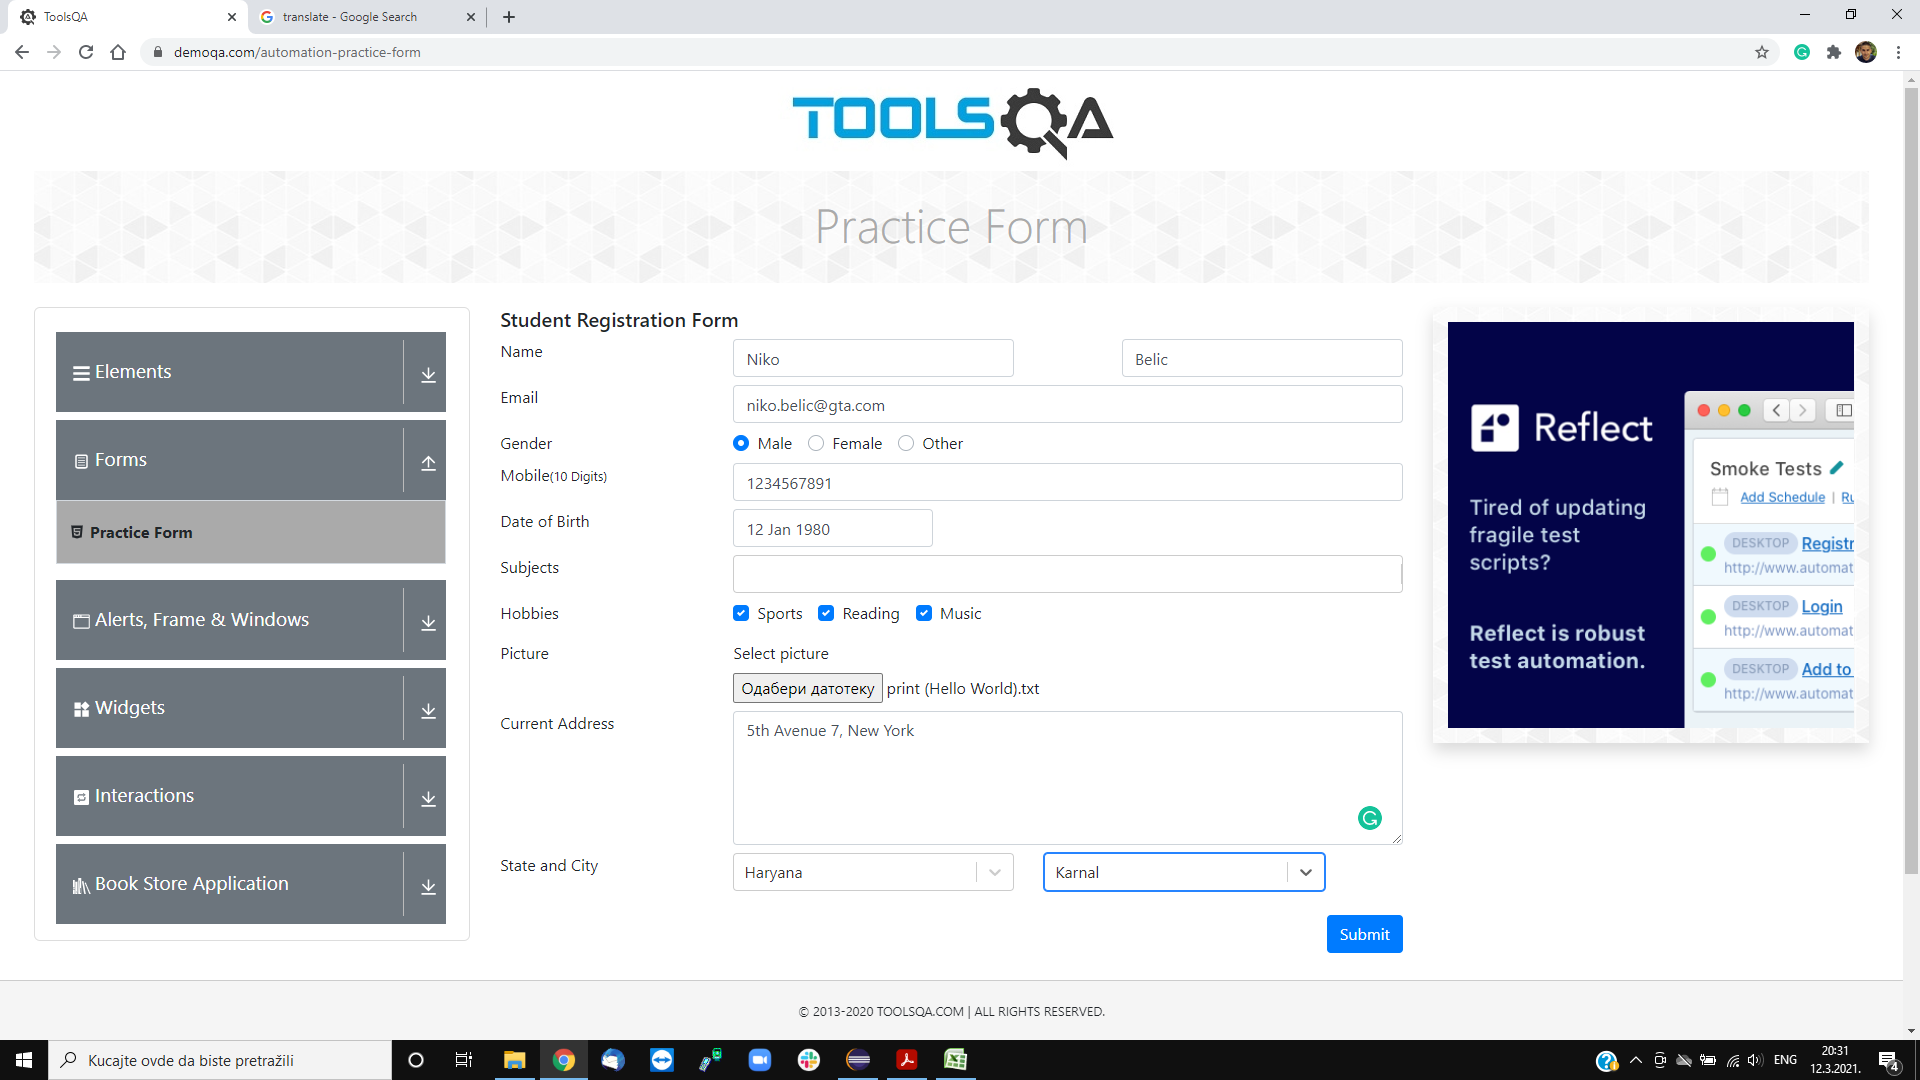 ToolsQA
translate - Google Search
demoqa.com/automation-practice-form
TOOLSQA
Practice Form
Elements
Forms
Practice Form
Alerts, Frame & Windows
Widgets
Interactions
Book Store Application
Student Registration Form
Name
Niko
Belic
Email
niko.belic@gta.com
Gender
Male
Female
Other
Mobile(10 Digits)
1234567891
Date of Birth
12 Jan 1980
Subjects
Hobbies
Sports
Reading
Music
Picture
Select picture
Одабери датотеку print (Hello World).txt
Current Address
5th Avenue 7, New York
State and City
Haryana
Karnal
Submit
Reflect
Tired of updating
fragile test
scripts?
Reflect is robust
test automation.
Smoke Tests
Add Schedule | Ru
DESKTOP Registr
http://www.automat
DESKTOP Login
http://www.automat
DESKTOP Add to
http://www.automat
© 2013-2020 TOOLSQA.COM | ALL RIGHTS RESERVED.
Kucajte ovde da biste pretražili
ENG
20:31
12.3.2021.
4